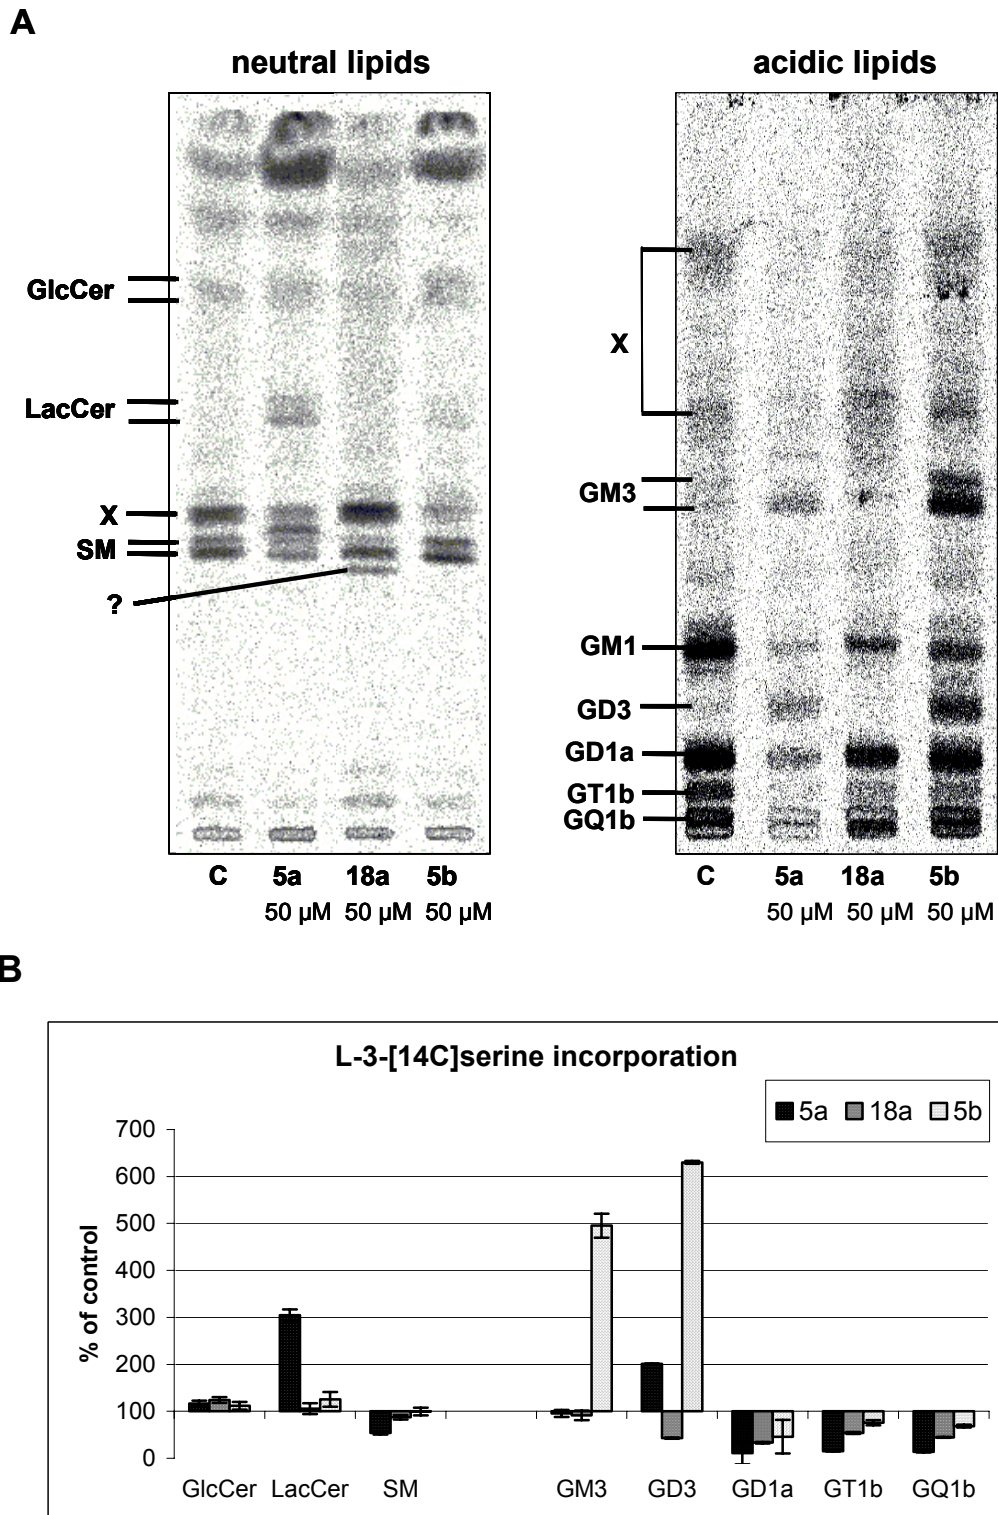 A
neutral lipids
acidic lipids
GlcCer
LacCer
X
SM
?
X
GM3
GM1
GD3
GD1a
GT1b
GQ1b
C 5a 18a 5b
50 µM 50 µM 50 µM
C 5a 18a 5b
50 µM 50 µM 50 µM
B
L-3-[14C]serine incorporation
5a 18a 5b
% of control
700
600
500
400
300
200
100
0
GlcCer LacCer SM GM3 GD3 GD1a GT1b GQ1b